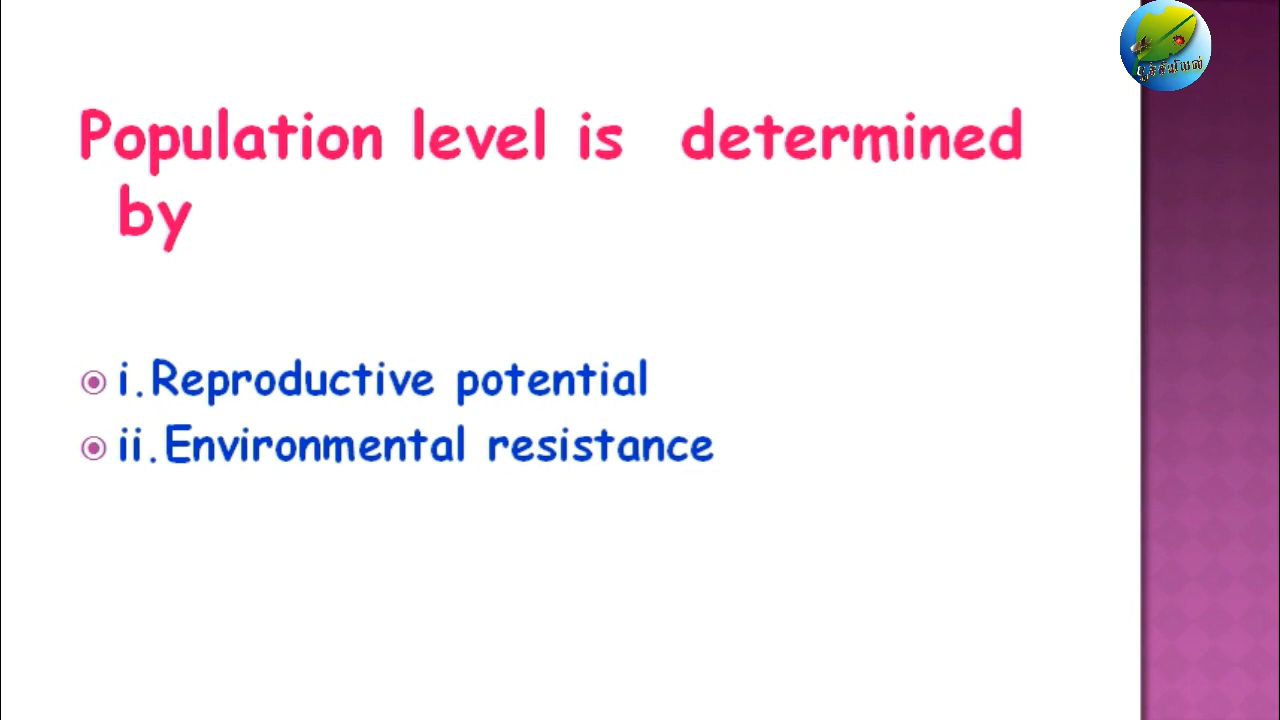 Population level is determined
by
i. Reproductive potential
ii. Environmental resistance